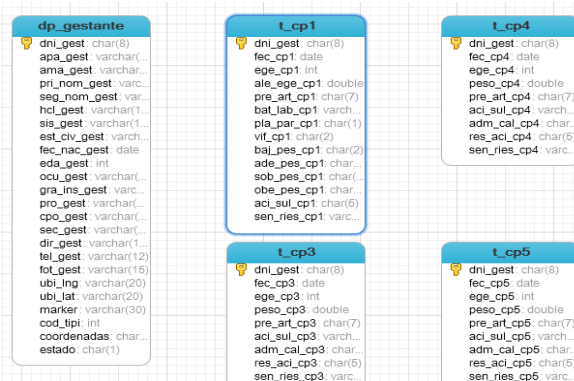 dp_gestante
dni_gest: char(8)
apa_gest: varchar(...
ama_gest: varchar...
pri_nom_gest: varc...
seg_nom_gest: var...
hcl_gest: varchar(1...
sis_gest: varchar(1...
est_civ_gest: varch...
fec_nac_gest: date
eda_gest: int
ocu_gest: varchar(...
gra_ins_gest: varc...
pro_gest: varchar(...
cpo_gest: varchar(...
sec_gest: varchar(...
dir_gest: varchar(1...
tel_gest: varchar(12)
fot_gest: varchar(15)
ubi_lng: varchar(20)
ubi_lat: varchar(20)
marker: varchar(30)
cod_tipi: int
coordenadas: char...
estado: char(1)
t_cp1
dni_gest: char(8)
fec_cp1: date
ege_cp1: int
ale_ege_cp1: double
pre_art_cp1: char(7)
bat_lab_cp1: varch...
pla_par_cp1: char(1)
vif_cp1: char(2)
baj_pes_cp1: char(2)
ade_pes_cp1: char...
sob_pes_cp1: char(...
obe_pes_cp1: char...
aci_sul_cp1: char(5)
sen_ries_cp1: varc...
t_cp3
dni_gest: char(8)
fec_cp3: date
ege_cp3: int
peso_cp3: double
pre_art_cp3: char(7)
aci_sul_cp3: varch...
adm_cal_cp3: char...
res_aci_cp3: char(5)
sen_ries_cp3: varc...
t_cp4
dni_gest: char(8)
fec_cp4: date
ege_cp4: int
peso_cp4: double
pre_art_cp4: char(7)
aci_sul_cp4: varch...
adm_cal_cp4: char...
res_aci_cp4: char(5)
sen_ries_cp4: varc...
t_cp5
dni_gest: char(8)
fec_cp5: date
ege_cp5: int
peso_cp5: double
pre_art_cp5: char(7)
aci_sul_cp5: varch...
adm_cal_cp5: char...
res_aci_cp5: char(5)
sen_ries_cp5: varc...